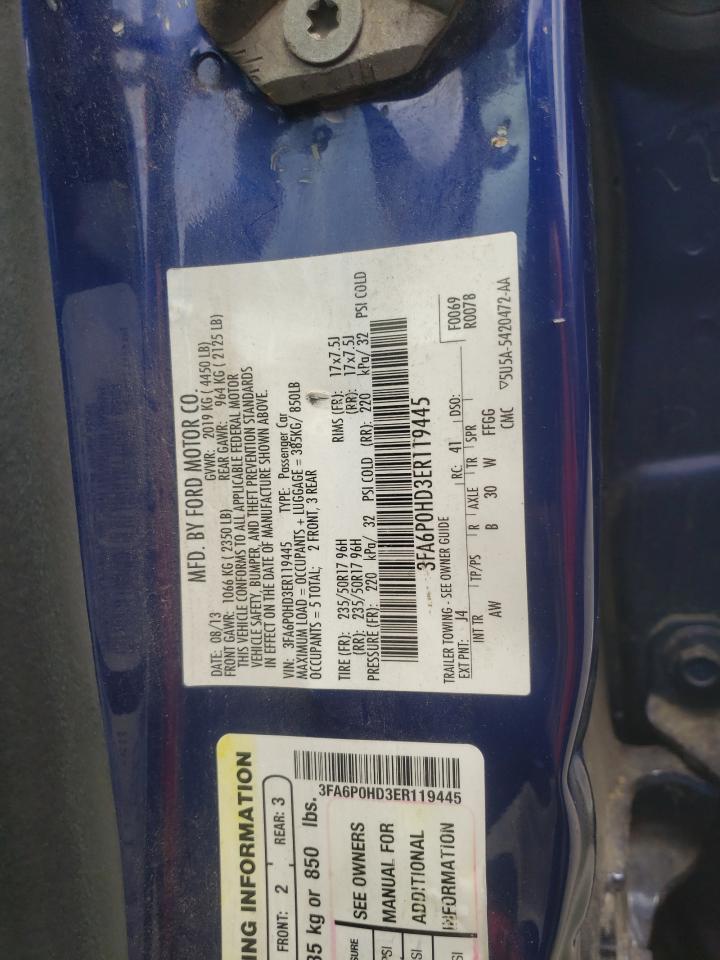 MFD. BY FORD MOTOR CO.
DATE: 08/13 GVWR: 2019 KG ( 4450 LB)
FRONT GAWR: 1066 KG ( 2350 LB) REAR GAWR: 964 KG ( 2125 LB)
THIS VEHICLE CONFORMS TO ALL APPLICABLE FEDERAL MOTOR
VEHICLE SAFETY, BUMPER, AND THEFT PREVENTION STANDARDS
IN EFFECT ON THE DATE OF MANUFACTURE SHOWN ABOVE.
VIN: 3FA6P0HD3ER119445 TYPE: Passenger Car
MAXIMUM LOAD = OCCUPANTS + LUGGAGE = 385KG/ 850LB
OCCUPANTS = 5 TOTAL; 2 FRONT, 3 REAR
TIRE (FR): 235/50R17 96H RIMS (FR): 17x7.5J
(RR): 235/50R17 96H (RR): 17x7.5J
PRESSURE (FR): 220 kPa/ 32 PSI COLD (RR): 220 kPa/ 32 PSI COLD
3FA6P0HD3ER119445
TRAILER TOWING - SEE OWNER GUIDE F0069
EXT PNT: J4 RC: 41 DSO: R0078
INT TR TP/PS R AXLE TR SPR
AW B 30 W FFGG
CMC ▽5U5A-5420472-AA
ING INFORMATION
FRONT: 2 REAR: 3
85 kg or 850 lbs.
3FA6P0HD3ER119445
SEE OWNERS
MANUAL FOR
ADDITIONAL
INFORMATION
SURE
PSI
PSI
SI